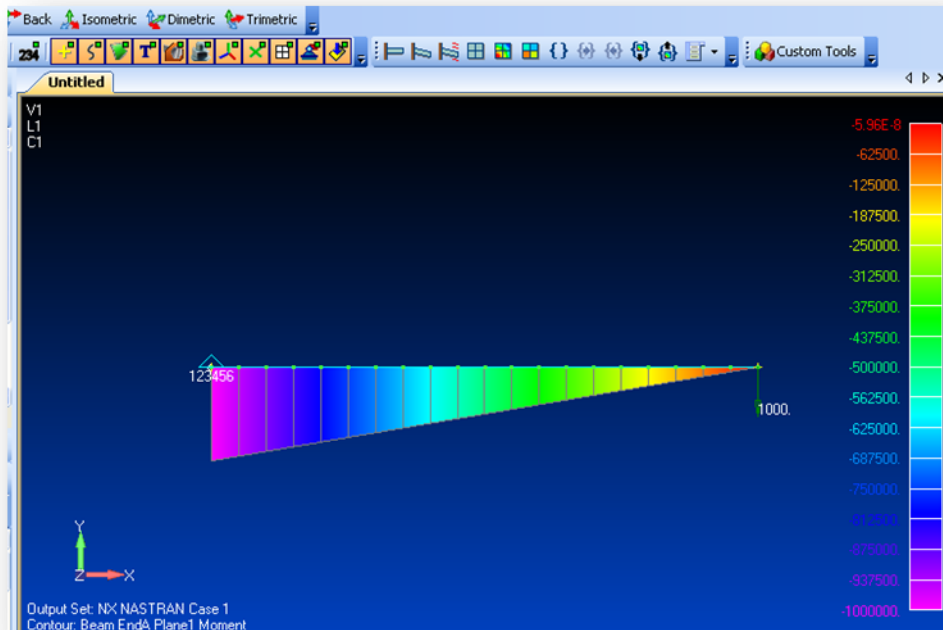 Back Isometric Dimetric Trimetric
234 T Custom Tools
Untitled
V1
L1
C1
-5.96E-8
-62500.
-125000.
-187500.
-250000.
-312500.
-375000.
-437500.
-500000.
-562500.
-625000.
-687500.
-750000.
-812500.
-875000.
-937500.
-1000000.
123456
1000.
Y
Z X
Output Set: NX NASTRAN Case 1
Contour: Beam EndA Plane1 Moment